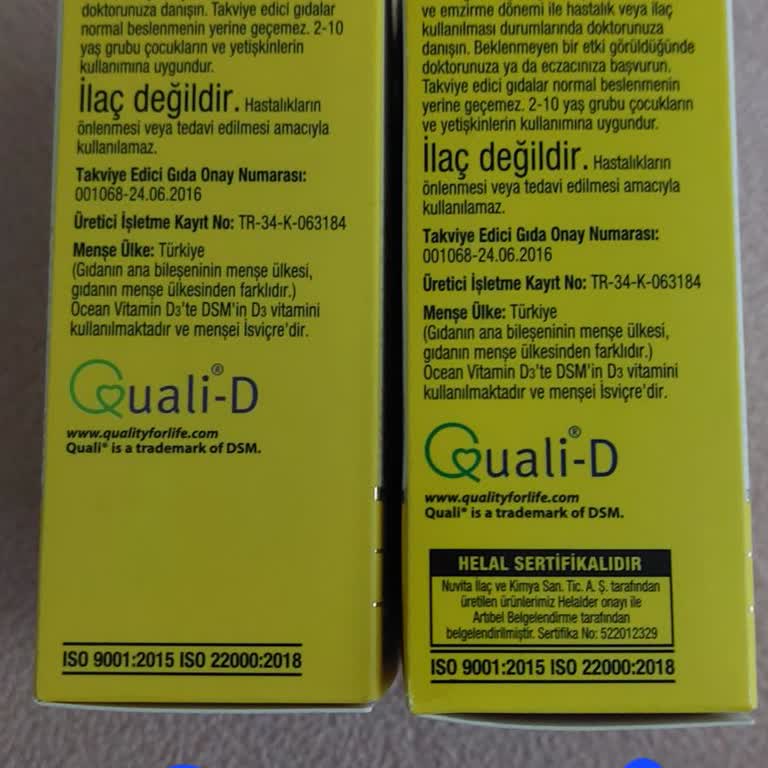 doktorunuza danışın. Takviye edici gıdalar
normal beslenmenin yerine geçemez. 2-10
yaş grubu çocukların ve yetişkinlerin
kullanımına uygundur.
İlaç değildir. Hastalıkların
önlenmesi veya tedavi edilmesi amacıyla
kullanılamaz.
Takviye Edici Gıda Onay Numarası:
001068-24.06.2016
Üretici İşletme Kayıt No: TR-34-K-063184
Menşe Ülke: Türkiye
(Gıdanın ana bileşeninin menşe ülkesi,
gıdanın menşe ülkesinden farklıdır.)
Ocean Vitamin D3'te DSM'in D3 vitamini
kullanılmaktadır ve menşei İsviçre'dir.
Quali®-D
www.qualityforlife.com
Quali® is a trademark of DSM.
ISO 9001:2015 ISO 22000:2018
ve emzirme dönemi ile hastalık veya ilaç
kullanılması durumlarında doktorunuza
danışın. Beklenmeyen bir etki görüldüğünde
doktorunuza ya da eczacınıza başvurun.
Takviye edici gıdalar normal beslenmenin
yerine geçemez. 2-10 yaş grubu çocukların
ve yetişkinlerin kullanımına uygundur.
İlaç değildir. Hastalıkların
önlenmesi veya tedavi edilmesi amacıyla
kullanılamaz.
Takviye Edici Gıda Onay Numarası:
001068-24.06.2016
Üretici İşletme Kayıt No: TR-34-K-063184
Menşe Ülke: Türkiye
(Gıdanın ana bileşeninin menşe ülkesi,
gıdanın menşe ülkesinden farklıdır.)
Ocean Vitamin D3'te DSM'in D3 vitamini
kullanılmaktadır ve menşei İsviçre'dir.
Quali®-D
www.qualityforlife.com
Quali® is a trademark of DSM.
HELAL SERTİFİKALIDIR
Nuvita İlaç ve Kimya San. Tic. A. Ş. tarafından
üretilen ürünlerimiz Helalder onayı ile
Artıbel Belgelendirme tarafından
belgelendirilmiştir. Sertifika No: 522012329
ISO 9001:2015 ISO 22000:2018